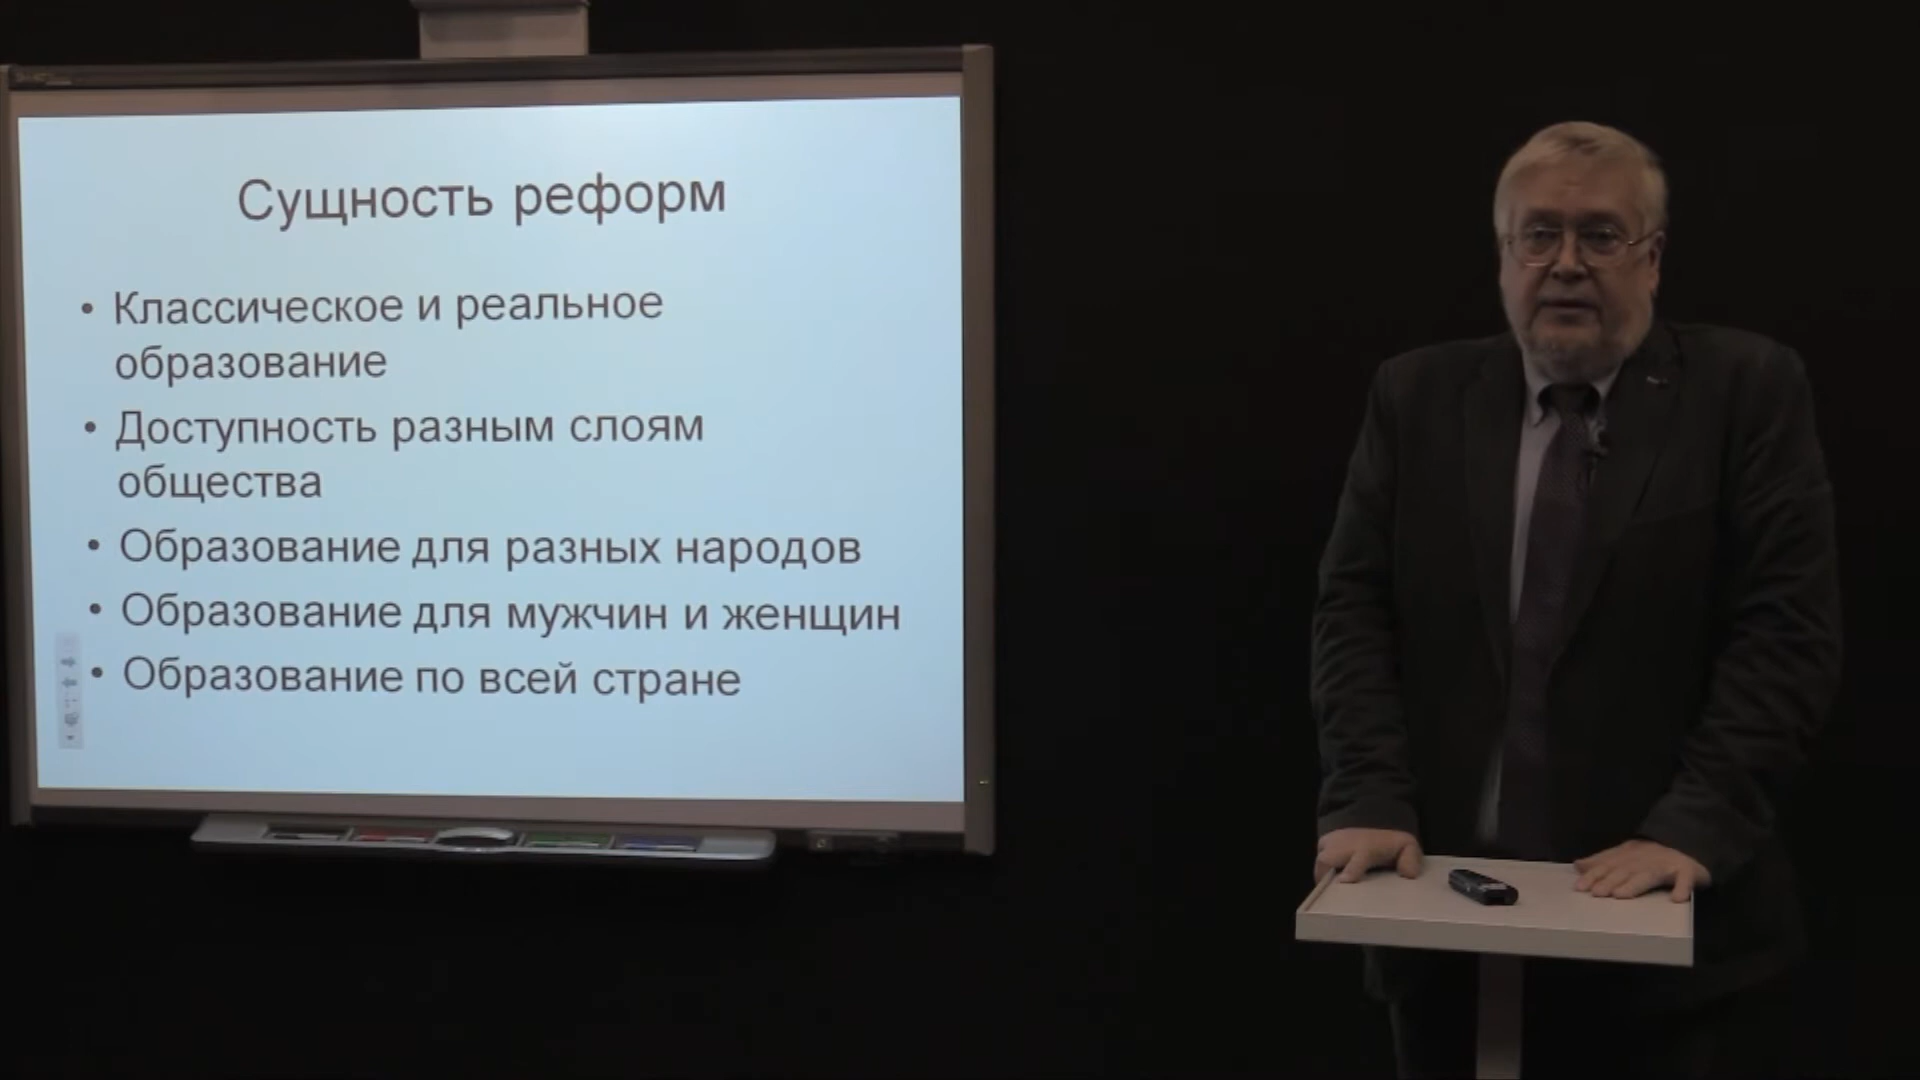 Сущность реформ
• Классическое и реальное
образование
• Доступность разным слоям
общества
• Образование для разных народов
• Образование для мужчин и женщин
• Образование по всей стране